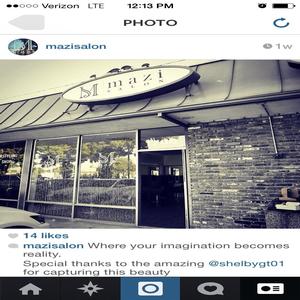 Verizon LTE 12:13 PM
PHOTO
mazisalon
1w
M mazi
SALON
14 likes
mazisalon Where your imagination becomes
reality.
Special thanks to the amazing @shelbygt01
for capturing this beauty